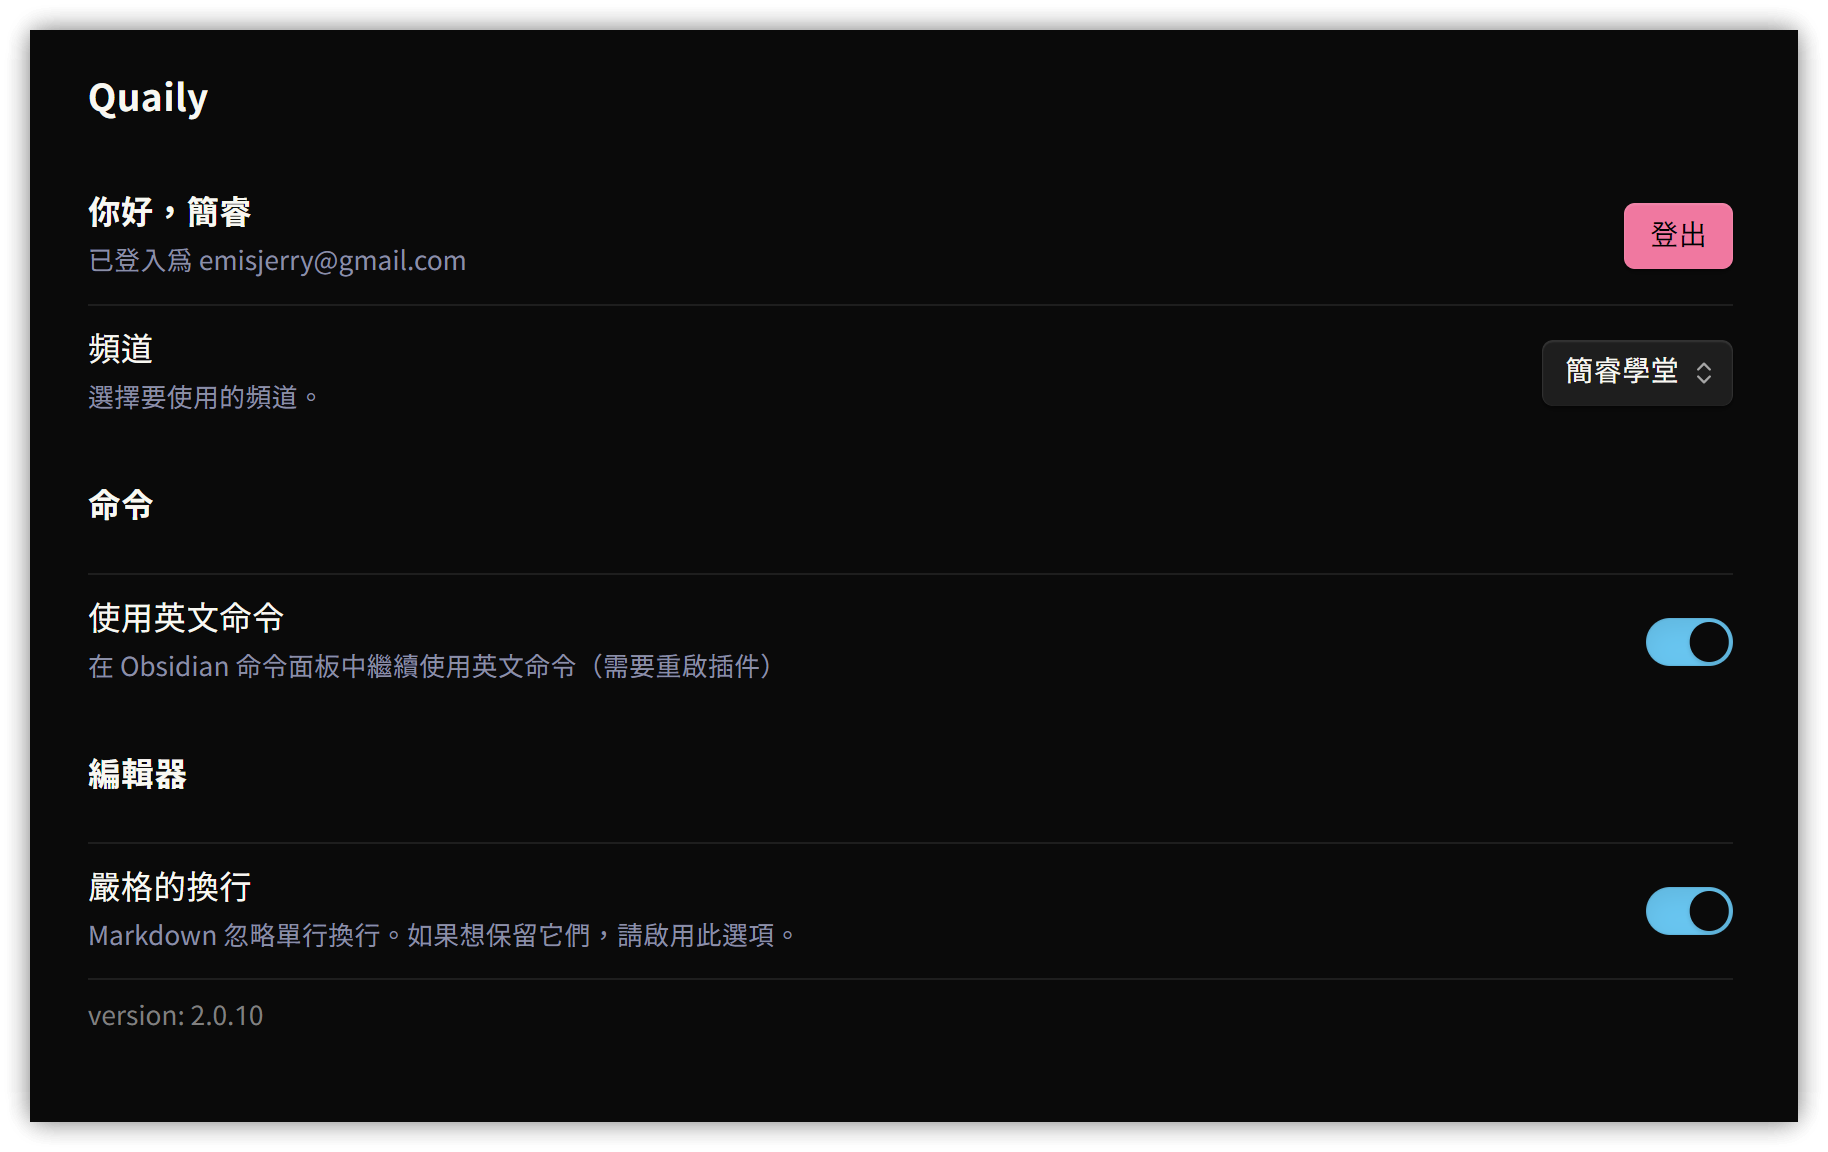 Quaily
你好，簡睿
已登入爲 emisjerry@gmail.com
登出
頻道
選擇要使用的頻道。
簡睿學堂
命令
使用英文命令
在 Obsidian 命令面板中繼續使用英文命令（需要重啟插件）
編輯器
嚴格的換行
Markdown 忽略單行換行。如果想保留它們，請啟用此選項。
version: 2.0.10